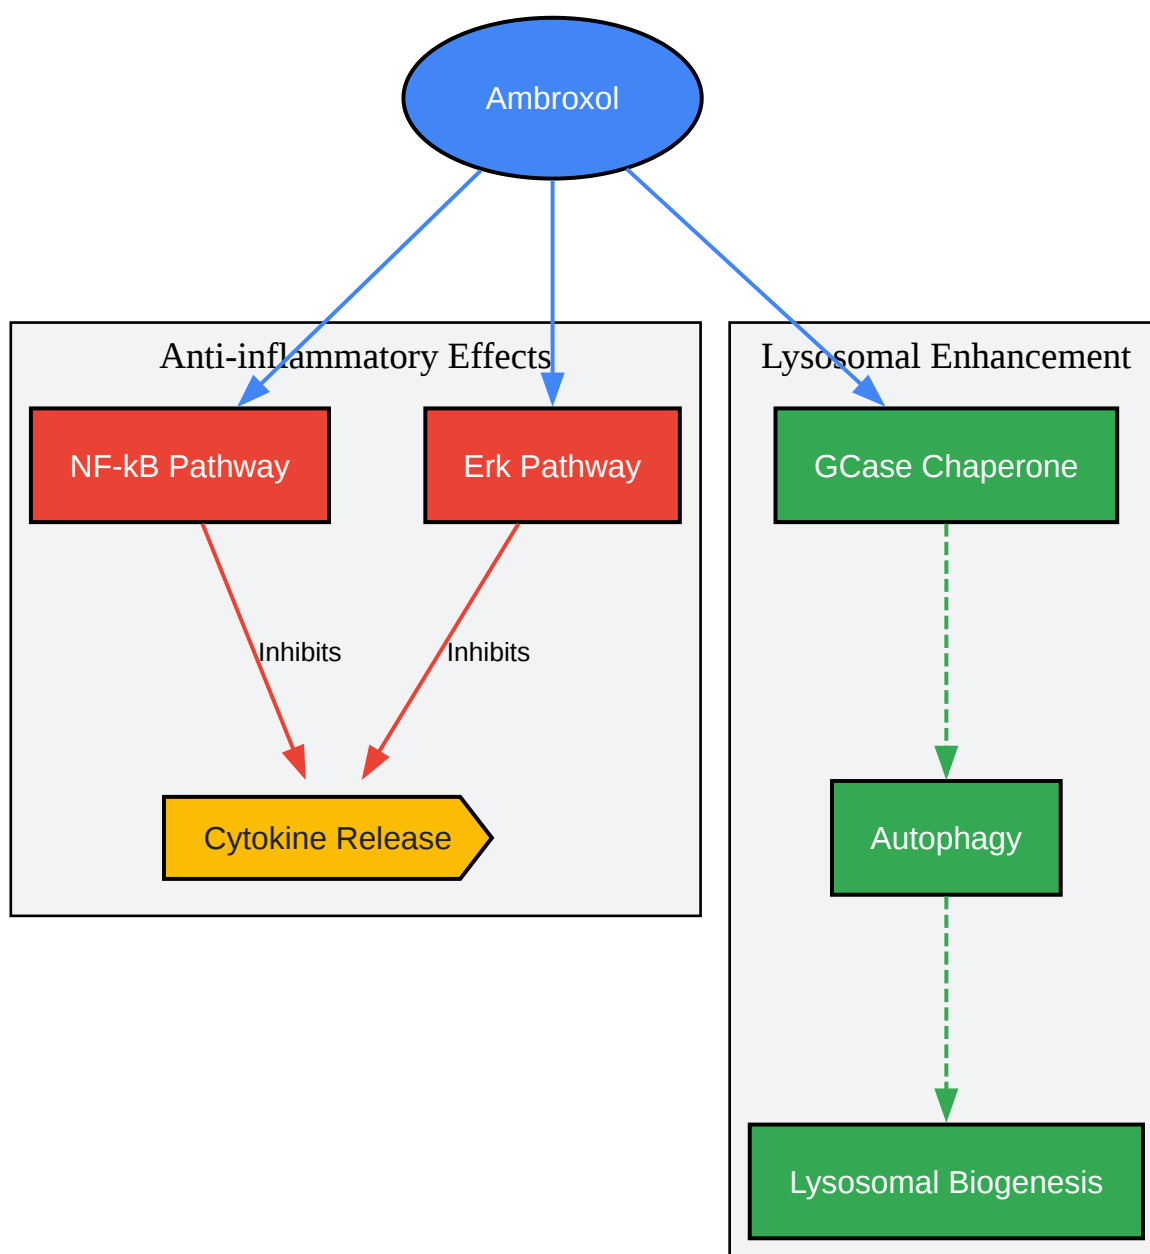 Ambroxol
Anti-inflammatory Effects
Lysosomal Enhancement
NF-kB Pathway
Erk Pathway
GCase Chaperone
Inhibits
Inhibits
Cytokine Release
Autophagy
Lysosomal Biogenesis